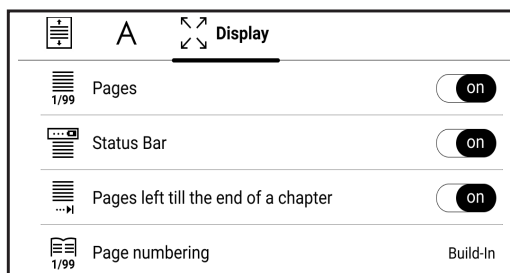 A Display
1/99 Pages on
Status Bar on
Pages left till the end of a chapter on
1/99 Page numbering Build-In